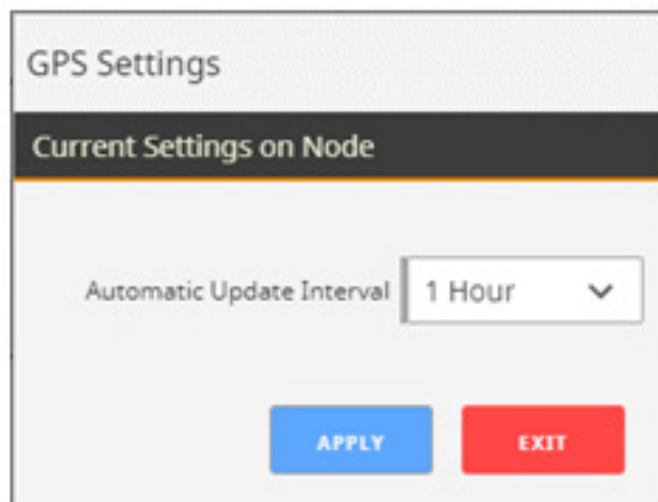 GPS Settings
Current Settings on Node
Automatic Update Interval 1 Hour
APPLY EXIT